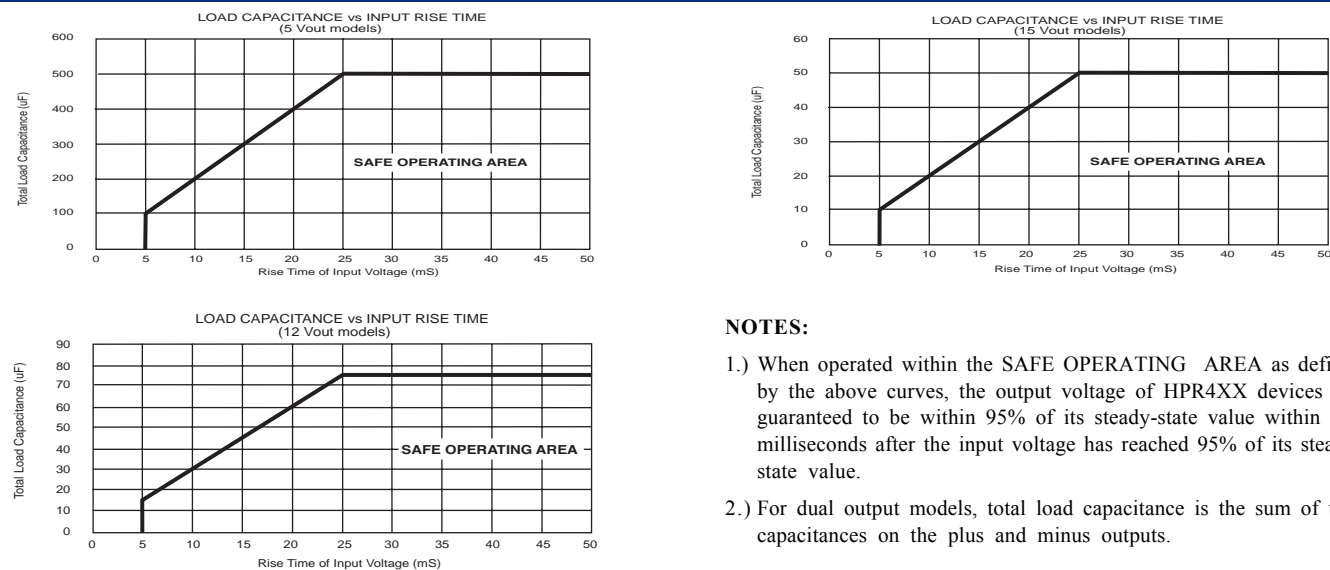 LOAD CAPACITANCE vs INPUT RISE TIME
(5 Vout models)
Total Load Capacitance (uF)
600
500
400
300
200
100
0
SAFE OPERATING AREA
0 5 10 15 20 25 30 35 40 45 50
Rise Time of Input Voltage (mS)
LOAD CAPACITANCE vs INPUT RISE TIME
(12 Vout models)
Total Load Capacitance (uF)
90
80
70
60
50
40
30
20
10
0
SAFE OPERATING AREA
0 5 10 15 20 25 30 35 40 45 50
Rise Time of Input Voltage (mS)
LOAD CAPACITANCE vs INPUT RISE TIME
(15 Vout models)
Total Load Capacitance (uF)
60
50
40
30
20
10
0
SAFE OPERATING AREA
0 5 10 15 20 25 30 35 40 45 50
Rise Time of Input Voltage (mS)
NOTES:
1.) When operated within the SAFE OPERATING AREA as
by the above curves, the output voltage of HPR4XX devices
guaranteed to be within 95% of its steady-state value within
milliseconds after the input voltage has reached 95% of its
state value.
2.) For dual output models, total load capacitance is the sum of
capacitances on the plus and minus outputs.